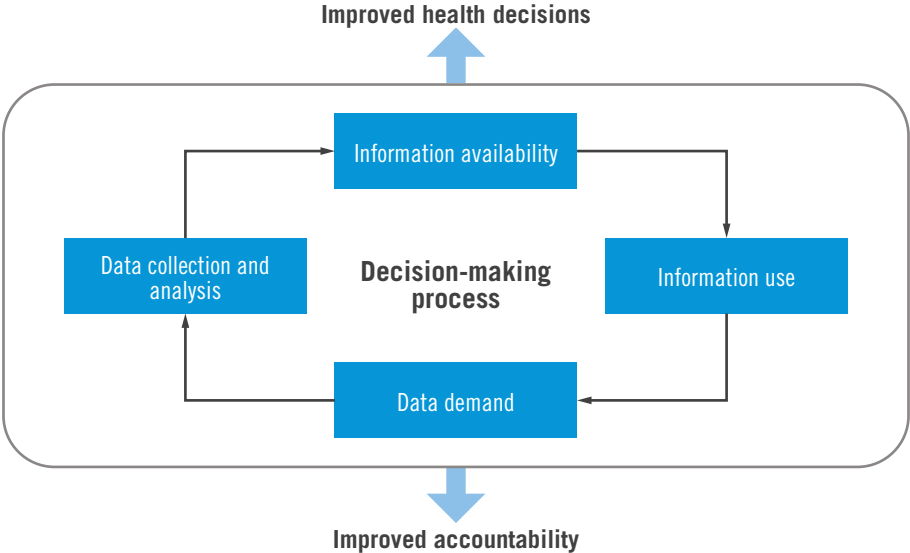 Improved health decisions
Information availability
Data collection and
analysis
Decision-making
process
Information use
Data demand
Improved accountability